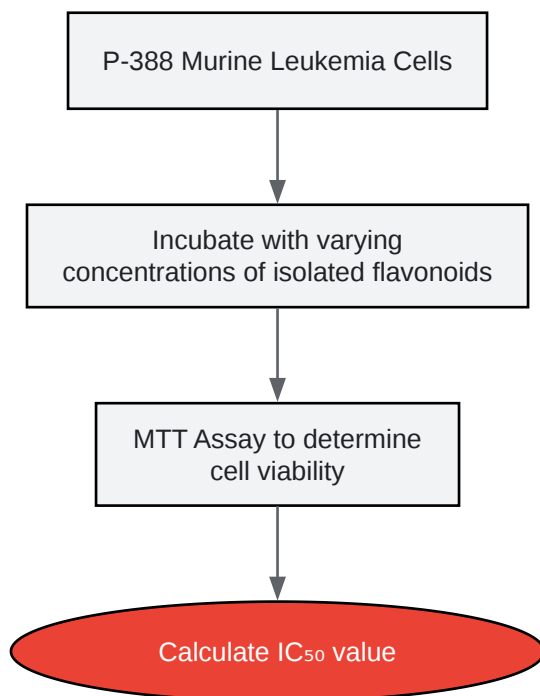 P-388 Murine Leukemia Cells
Incubate with varying
concentrations of isolated flavonoids
MTT Assay to determine
cell viability
Calculate IC₅₀ value